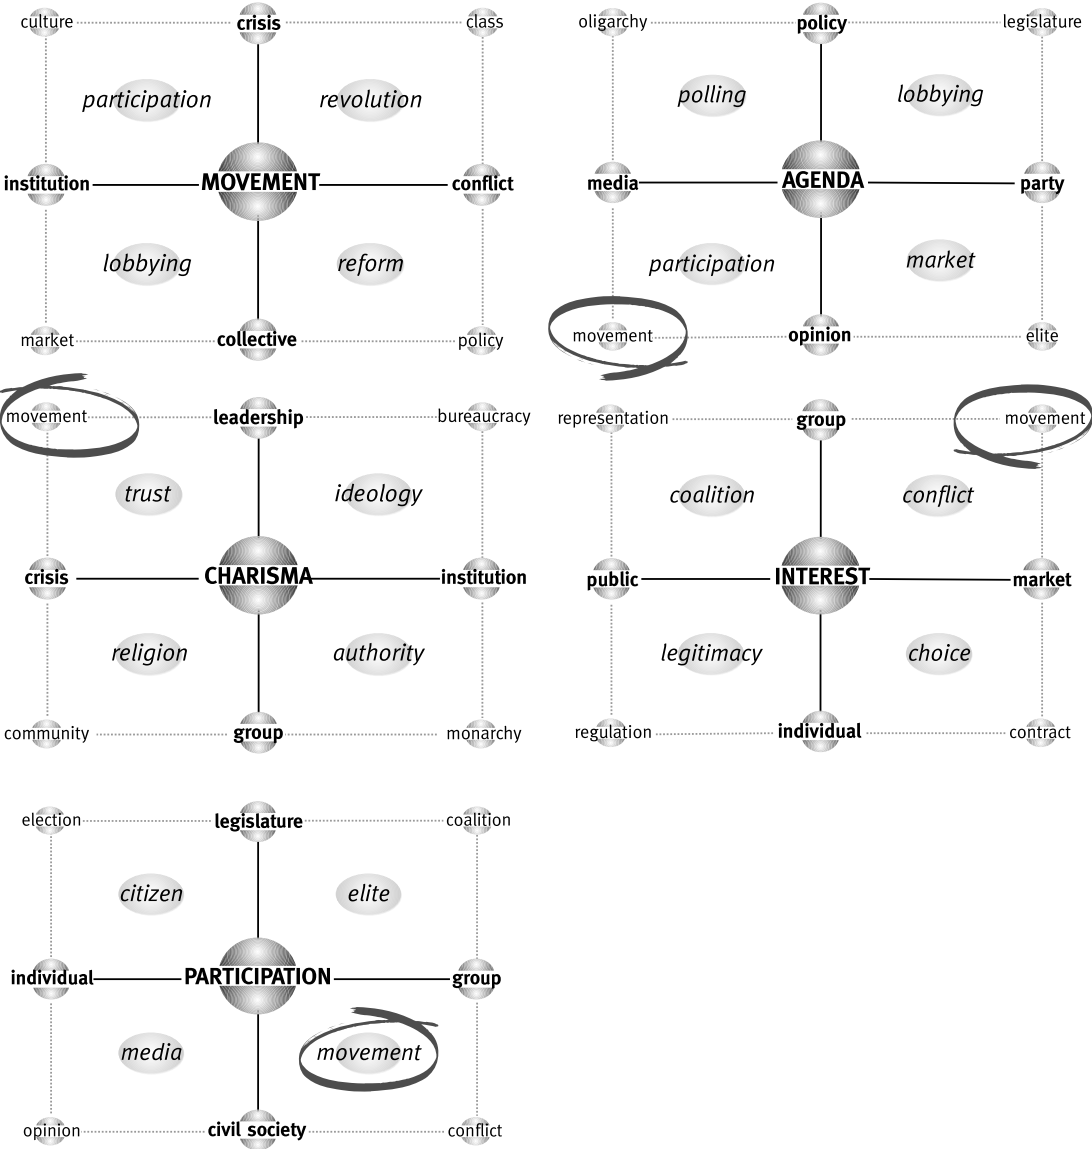 culture crisis class
participation revolution
institution MOVEMENT conflict
lobbying reform
market collective policy
oligarchy policy legislature
polling lobbying
media AGENDA party
participation market
movement opinion elite
movement leadership bureaucracy
trust ideology
crisis CHARISMA institution
religion authority
community group monarchy
representation group movement
coalition conflict
public INTEREST market
legitimacy choice
regulation individual contract
election legislature coalition
citizen elite
individual PARTICIPATION group
media movement
opinion civil society conflict